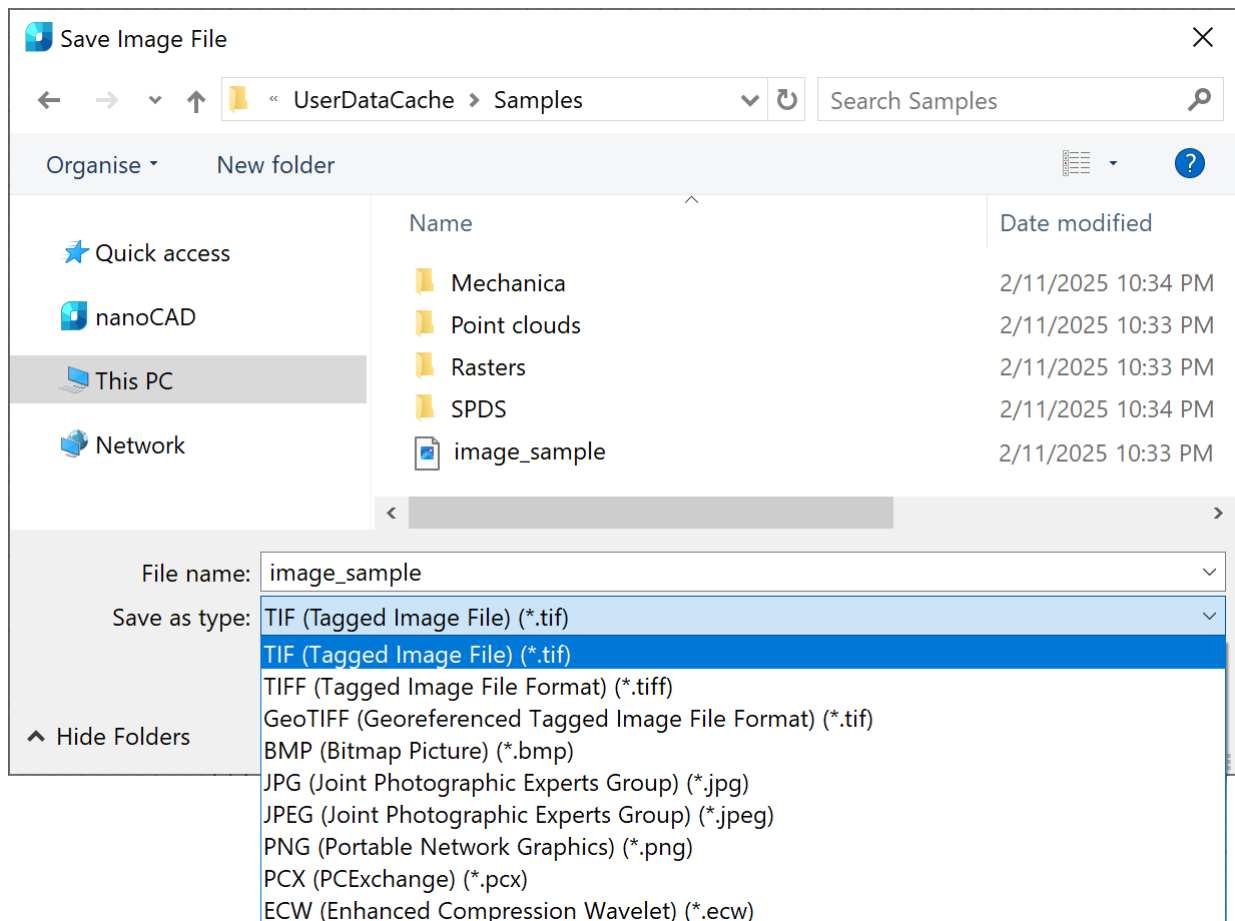 Save Image File
« UserDataCache > Samples
Search Samples
Organise
New folder
?
Name
Date modified
Quick access
nanoCAD
This PC
Network
Mechanica 2/11/2025 10:34 PM
Point clouds 2/11/2025 10:33 PM
Rasters 2/11/2025 10:33 PM
SPDS 2/11/2025 10:34 PM
image_sample 2/11/2025 10:33 PM
File name: image_sample
Save as type: TIF (Tagged Image File) (*.tif)
TIF (Tagged Image File) (*.tif)
TIFF (Tagged Image File Format) (*.tiff)
GeoTIFF (Georeferenced Tagged Image File Format) (*.tif)
BMP (Bitmap Picture) (*.bmp)
JPG (Joint Photographic Experts Group) (*.jpg)
JPEG (Joint Photographic Experts Group) (*.jpeg)
PNG (Portable Network Graphics) (*.png)
PCX (PCExchange) (*.pcx)
ECW (Enhanced Compression Wavelet) (*.ecw)
Hide Folders